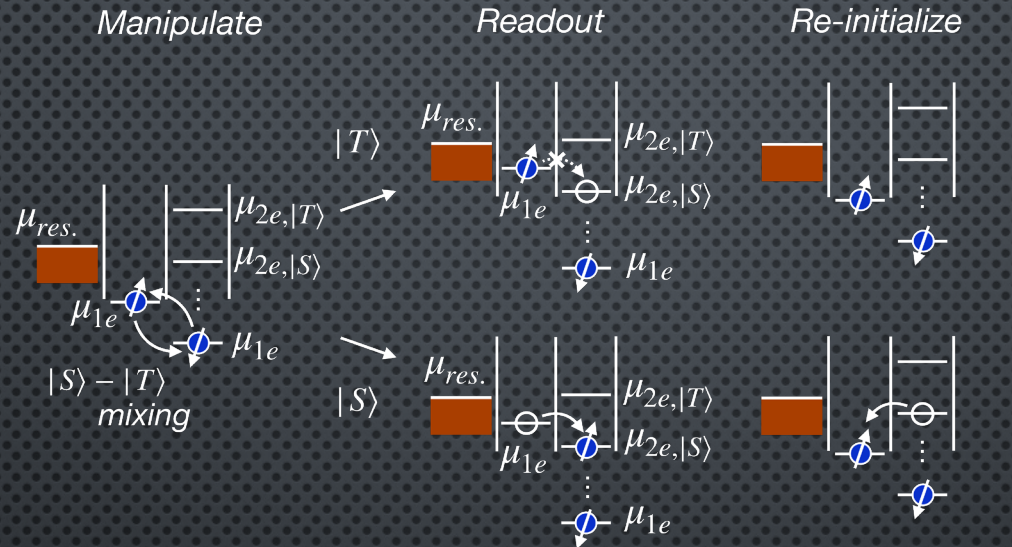 Manipulate
Readout
Re-initialize
μres.
μ2e,|T⟩
μ2e,|S⟩
μ1e
μ1e
|S⟩ – |T⟩
mixing
|T⟩
μres.
μ2e,|T⟩
μ2e,|S⟩
μ1e
μ1e
|S⟩
μres.
μ2e,|T⟩
μ2e,|S⟩
μ1e
μ1e